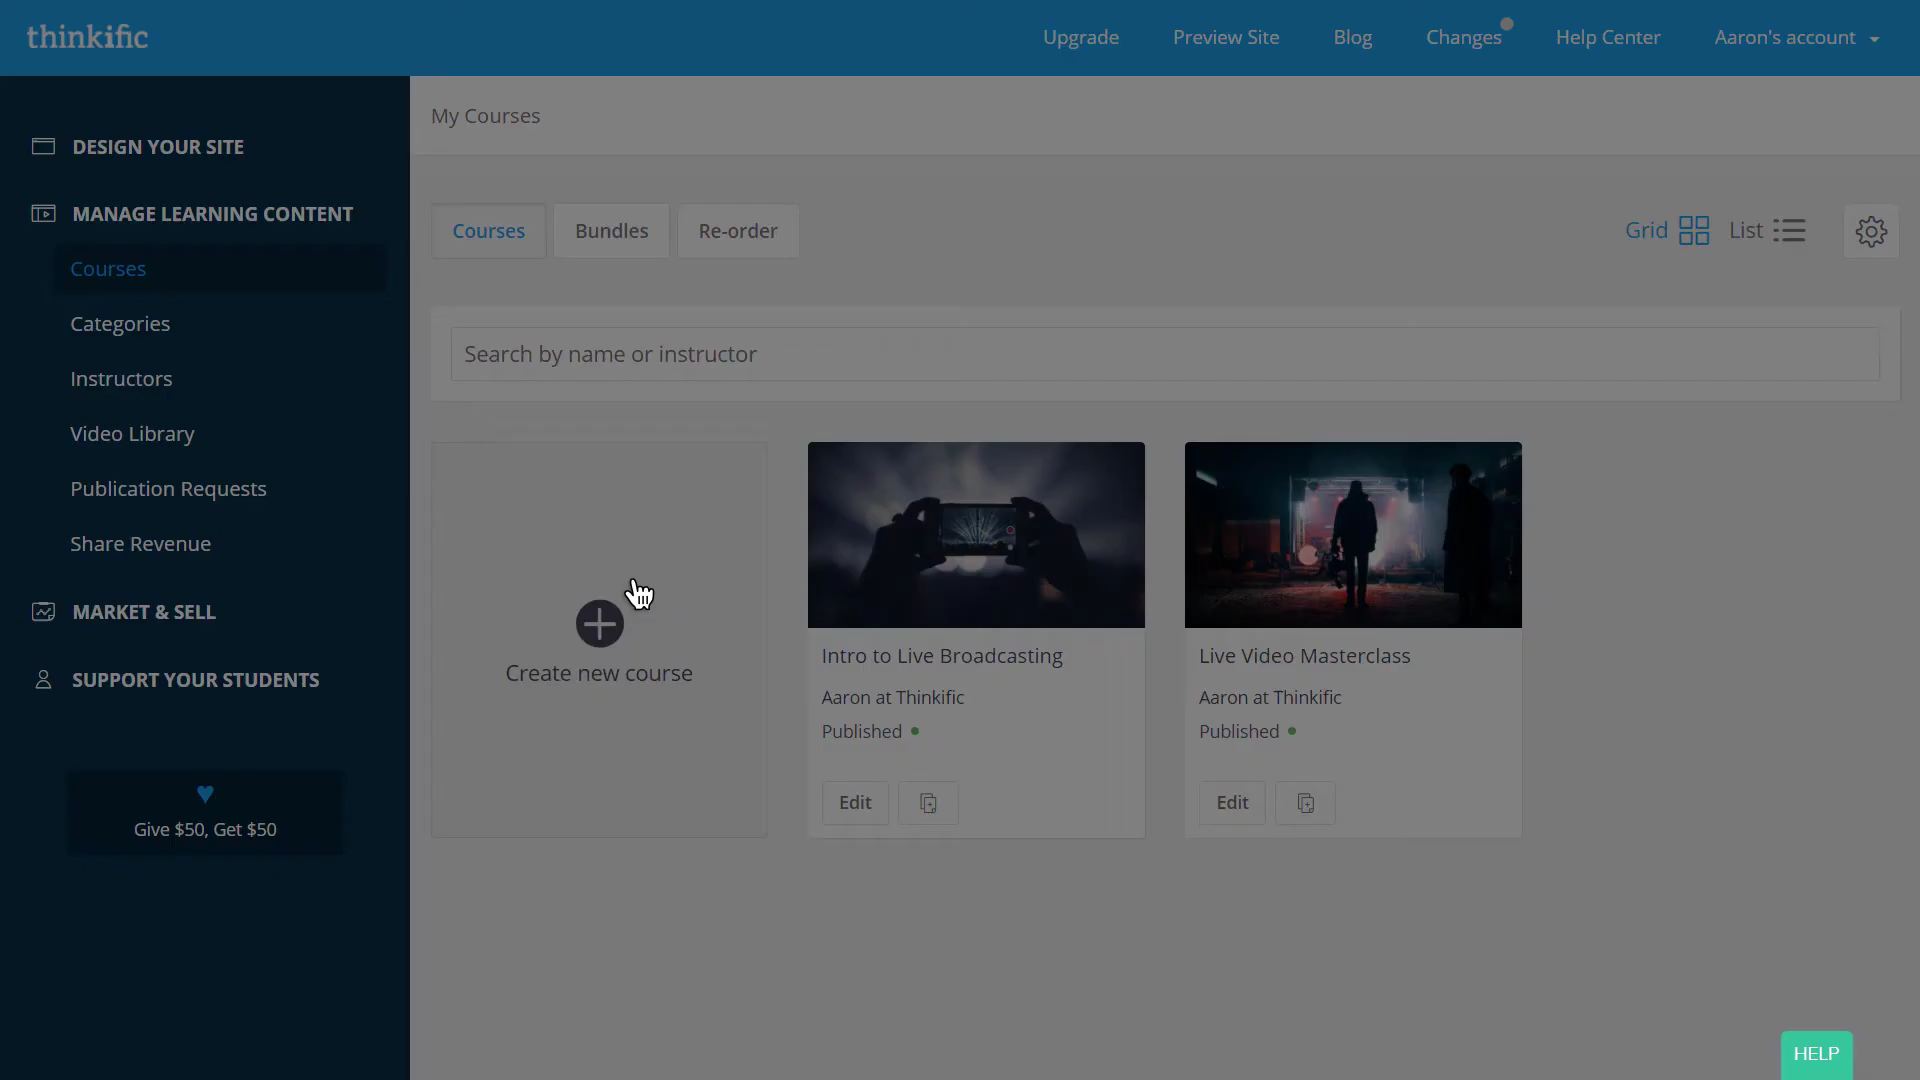 thinkific
Upgrade
Preview Site
Blog
Changes
Help Center
Aaron's account
DESIGN YOUR SITE
MANAGE LEARNING CONTENT
Courses
Categories
Instructors
Video Library
Publication Requests
Share Revenue
MARKET & SELL
SUPPORT YOUR STUDENTS
Give $50, Get $50
My Courses
Courses
Bundles
Re-order
Grid
List
Search by name or instructor
Create new course
Intro to Live Broadcasting
Aaron at Thinkific
Published
Edit
Live Video Masterclass
Aaron at Thinkific
Published
Edit
HELP